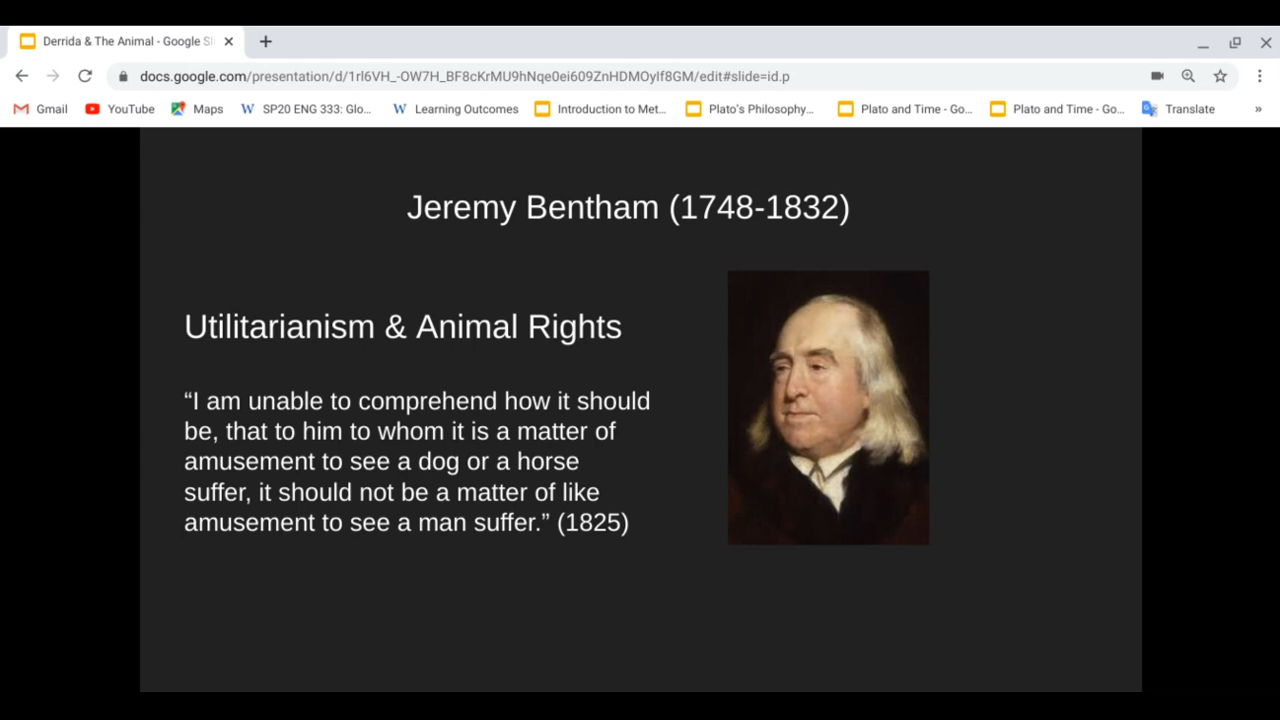 Derrida & The Animal - Google Sl
docs.google.com/presentation/d/1rl6VH_-OW7H_BF8cKrMU9hNqe0ei609ZnHDMOyIf8GM/edit#slide=id.p
Gmail YouTube Maps SP20 ENG 333: Glo... Learning Outcomes Introduction to Met... Plato's Philosophy... Plato and Time - Go... Plato and Time - Go... Translate »
Jeremy Bentham (1748-1832)
Utilitarianism & Animal Rights
“I am unable to comprehend how it should
be, that to him to whom it is a matter of
amusement to see a dog or a horse
suffer, it should not be a matter of like
amusement to see a man suffer.” (1825)